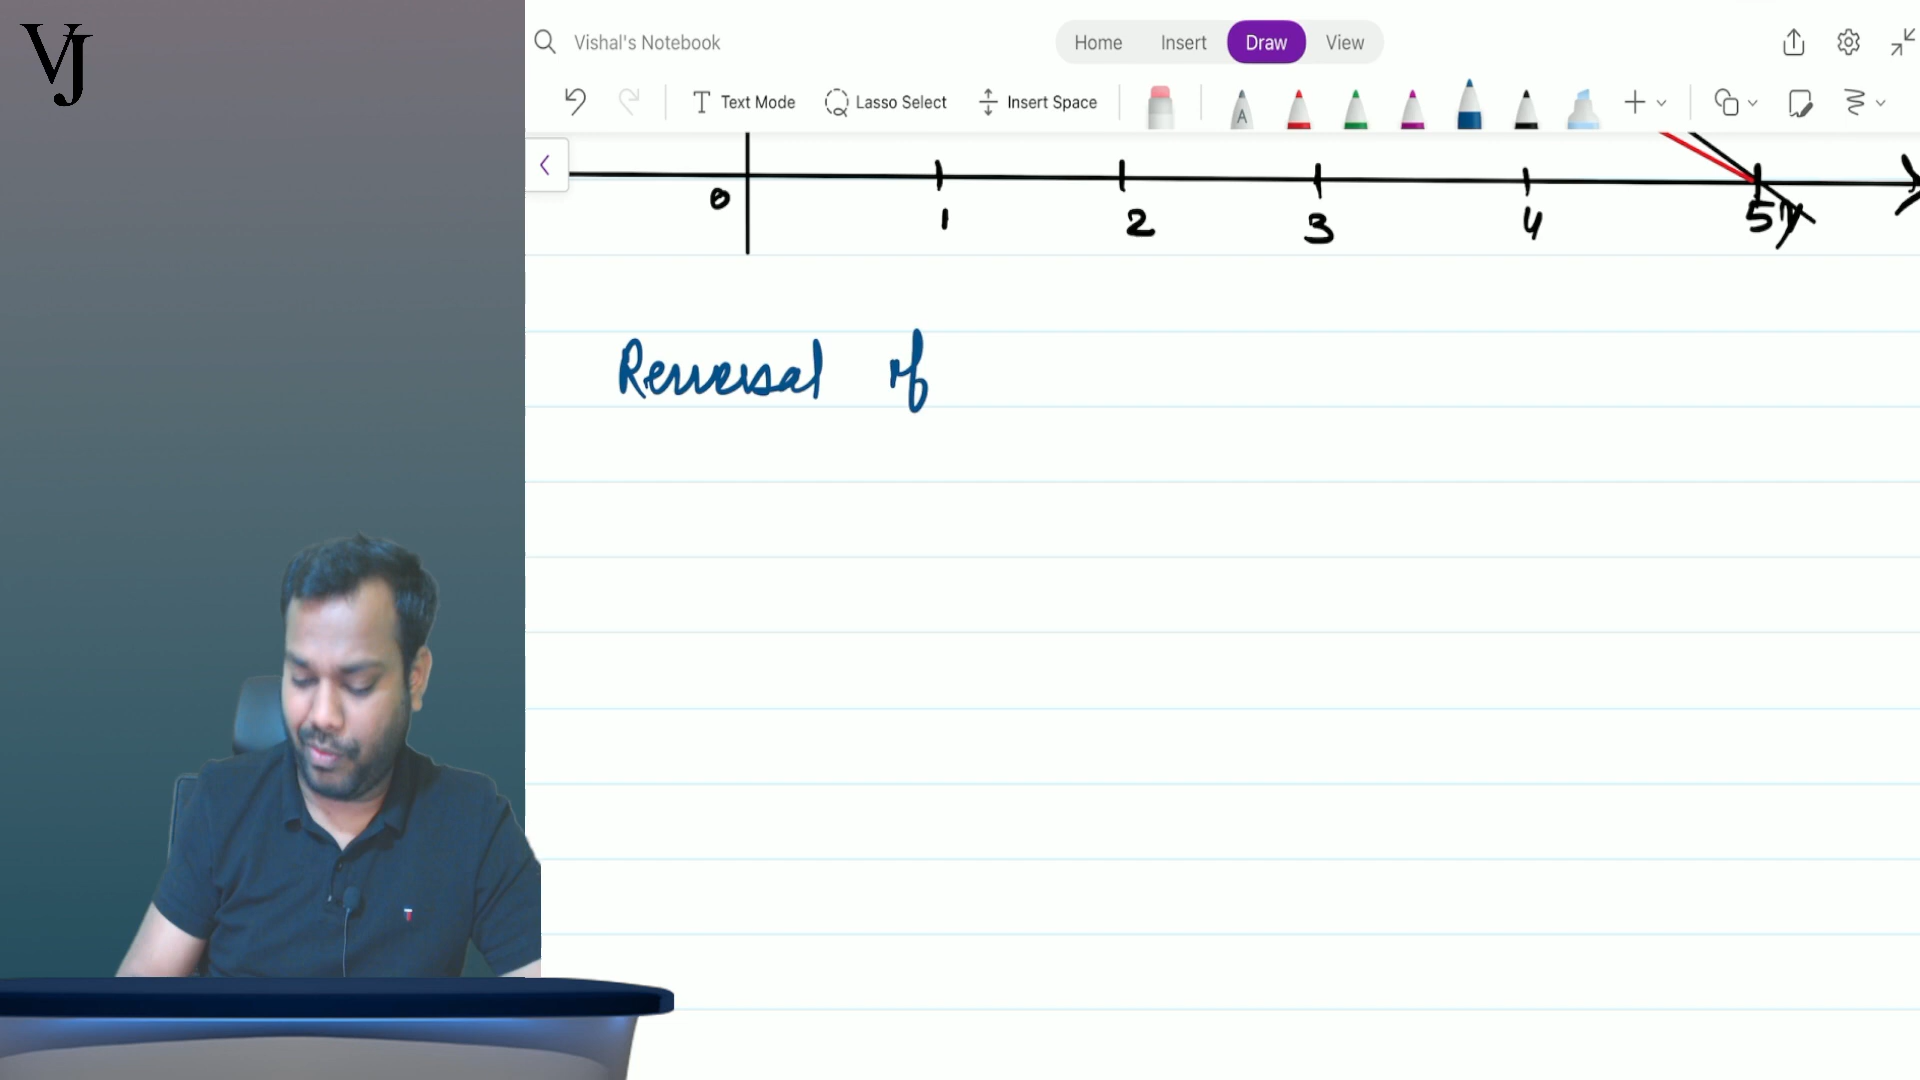 VJ
Vishal's Notebook
Home Insert Draw View
Text Mode Lasso Select Insert Space
A
0 1 2 3 4 5y
Reversal of